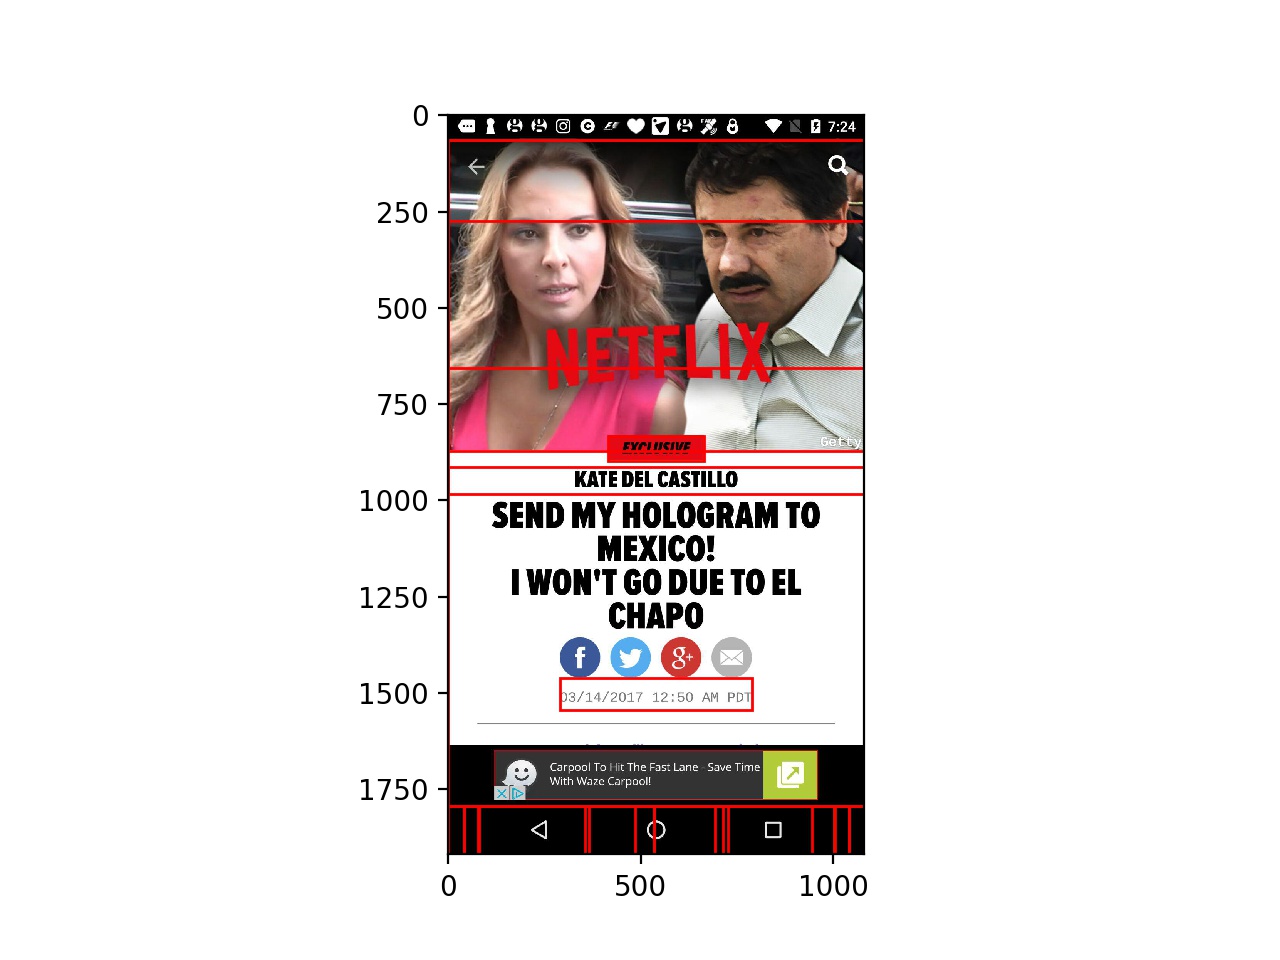 0
250
500
750
1000
1250
1500
1750
0
500
1000
7:24
NETFLIX
Getty
EXCLUSIVE
KATE DEL CASTILLO
SEND MY HOLOGRAM TO
MEXICO!
I WON'T GO DUE TO EL
CHAPO
f
g+
03/14/2017 12:50 AM PDT
Carpool To Hit The Fast Lane - Save Time
With Waze Carpool!